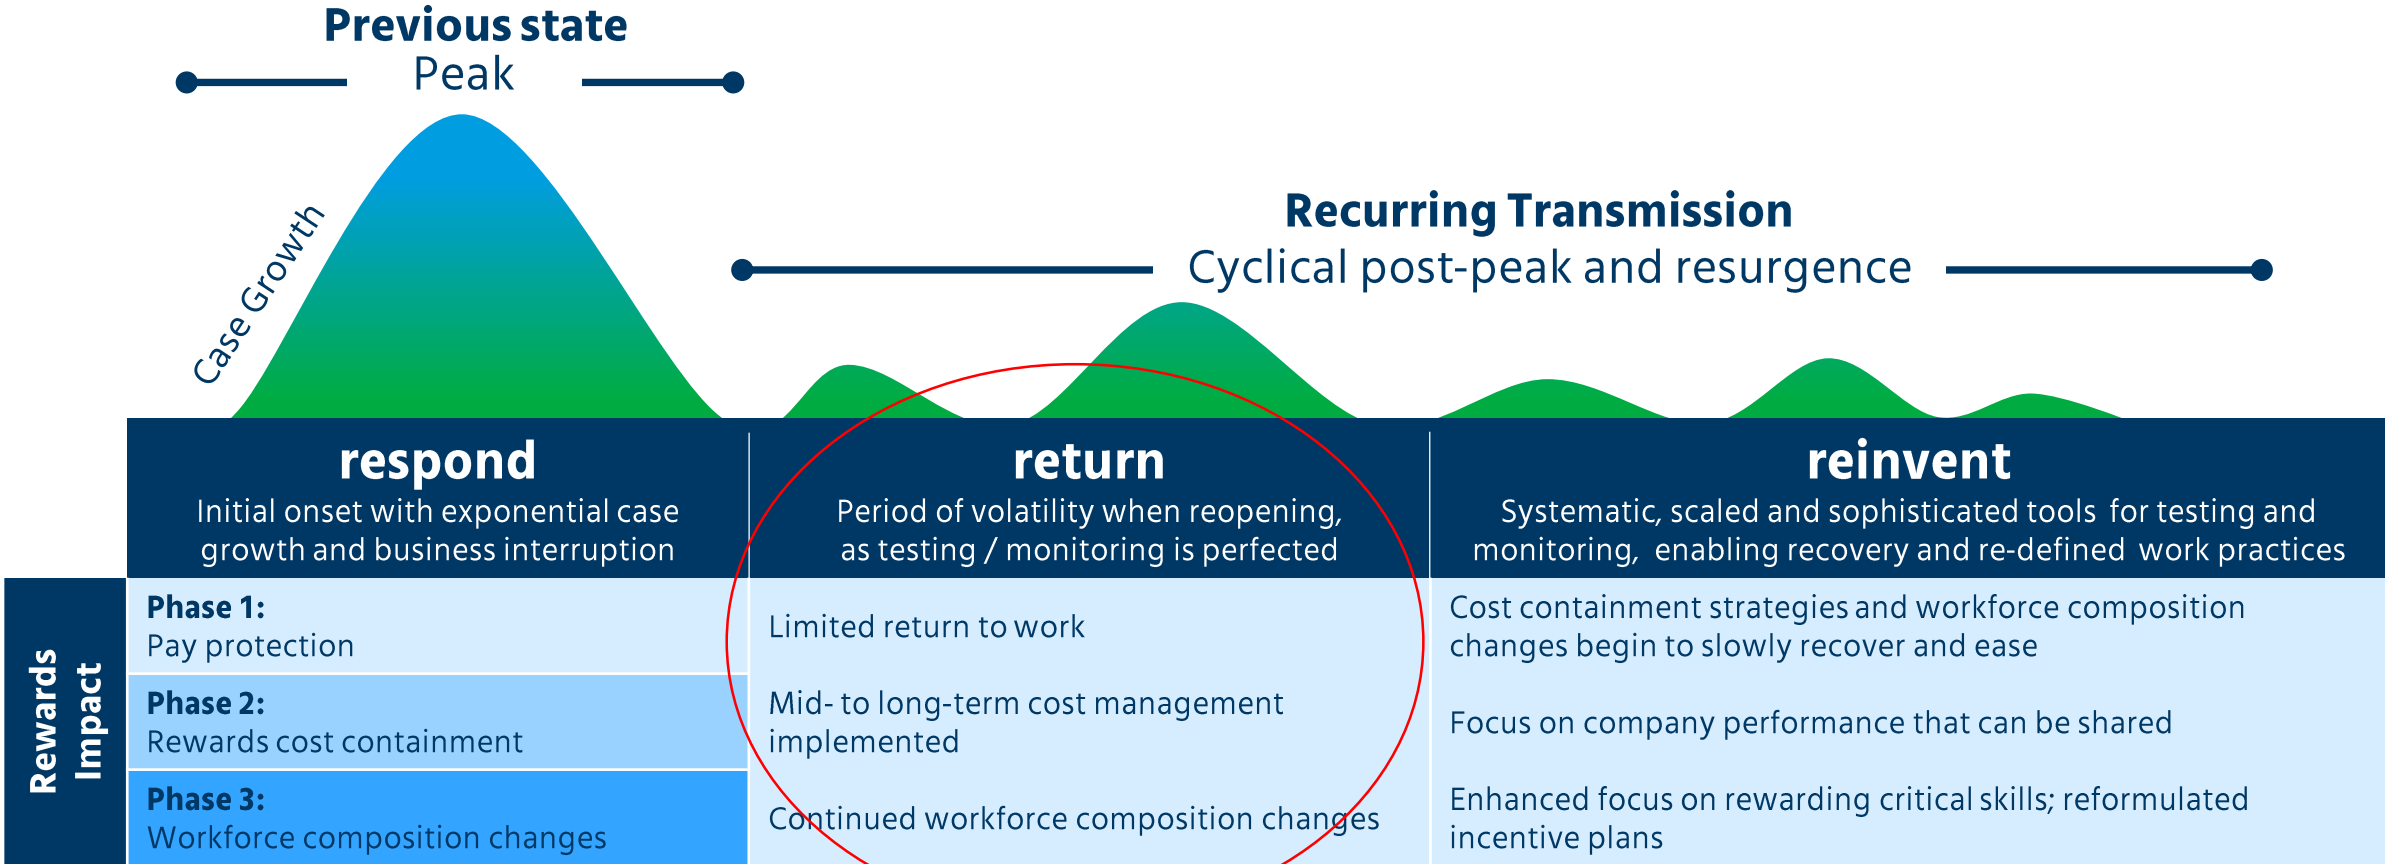 Previous state
Peak
Case Growth
Recurring Transmission
Cyclical post-peak and resurgence
respond
Initial onset with exponential case
growth and business interruption
return
Period of volatility when reopening,
as testing / monitoring is perfected
reinvent
Systematic, scaled and sophisticated tools for testing and
monitoring, enabling recovery and re-defined work practices
Rewards
Impact
Phase 1:
Pay protection
Limited return to work
Cost containment strategies and workforce composition
changes begin to slowly recover and ease
Phase 2:
Rewards cost containment
Mid- to long-term cost management
implemented
Focus on company performance that can be shared
Phase 3:
Workforce composition changes
Continued workforce composition changes
Enhanced focus on rewarding critical skills; reformulated
incentive plans